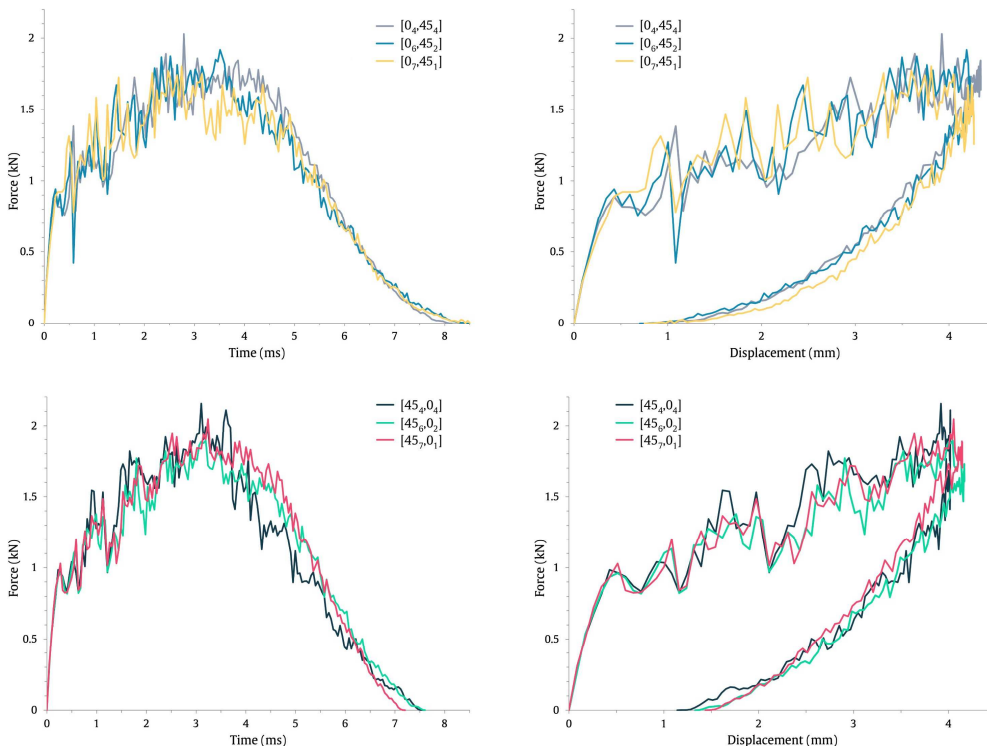 [0₄,45₄]
[0₆,45₂]
[0₇,45₁]
Force (kN)
2
1.5
1
0.5
0
0 1 2 3 4 5 6 7 8
Time (ms)
[0₄,45₄]
[0₆,45₂]
[0₇,45₁]
Force (kN)
2
1.5
1
0.5
0
0 1 2 3 4
Displacement (mm)
[45₄,0₄]
[45₆,0₂]
[45₇,0₁]
Force (kN)
2
1.5
1
0.5
0
0 1 2 3 4 5 6 7 8
Time (ms)
[45₄,0₄]
[45₆,0₂]
[45₇,0₁]
Force (kN)
2
1.5
1
0.5
0
0 1 2 3 4
Displacement (mm)